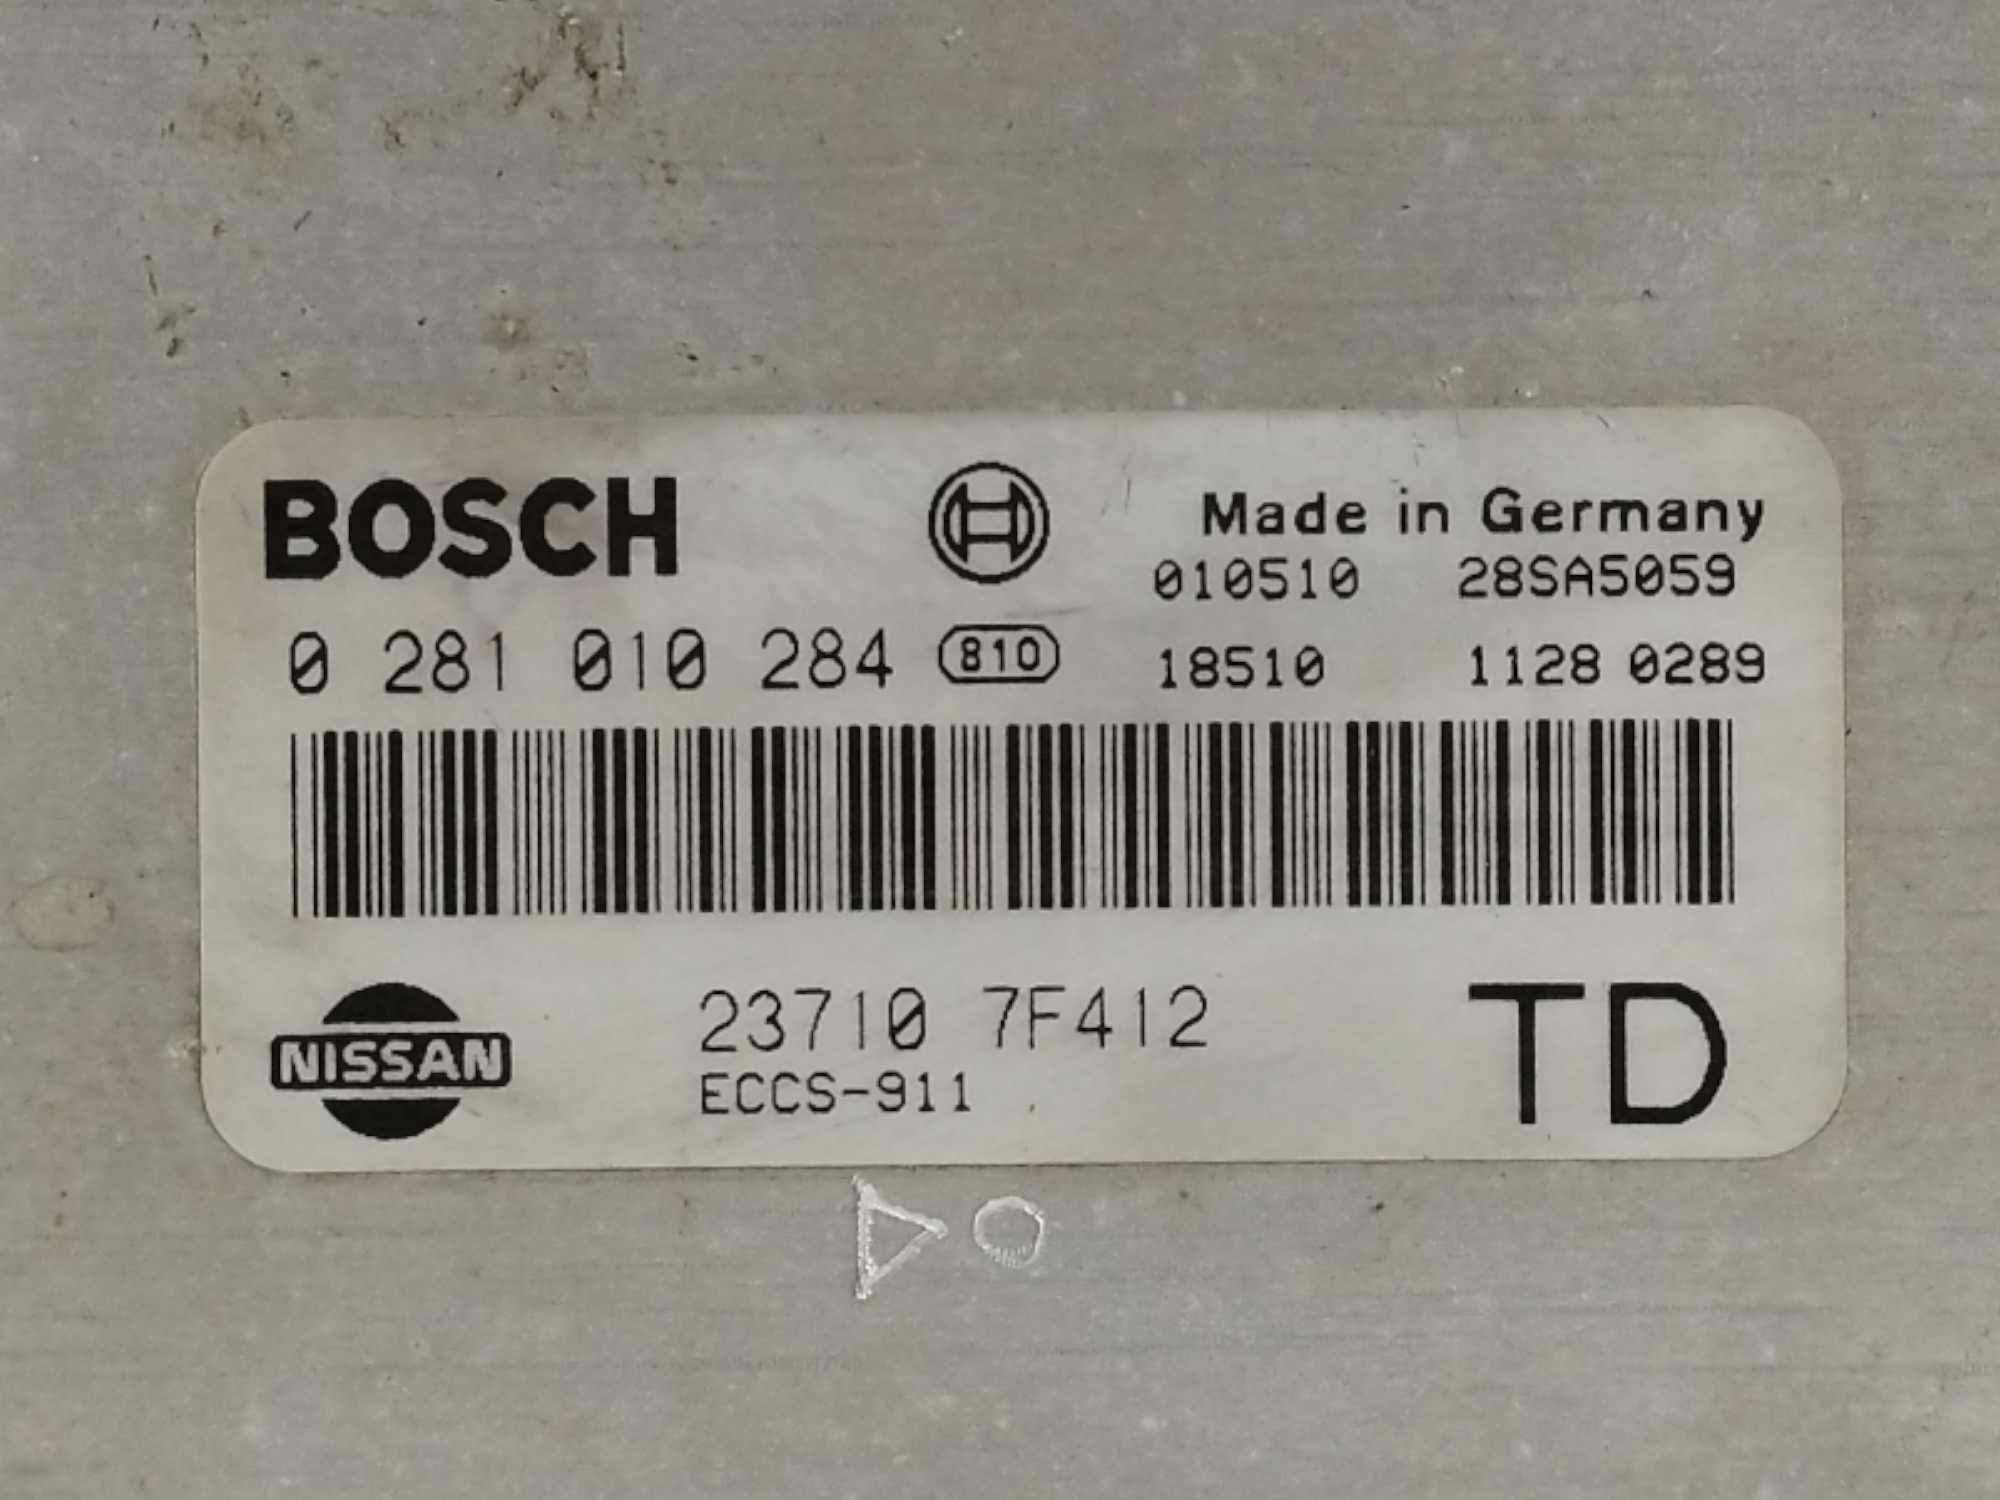 BOSCH
Made in Germany
010510 28SA5059
0 281 010 284 810 18510 1128 0289
NISSAN
23710 7F412
ECCS-911
TD